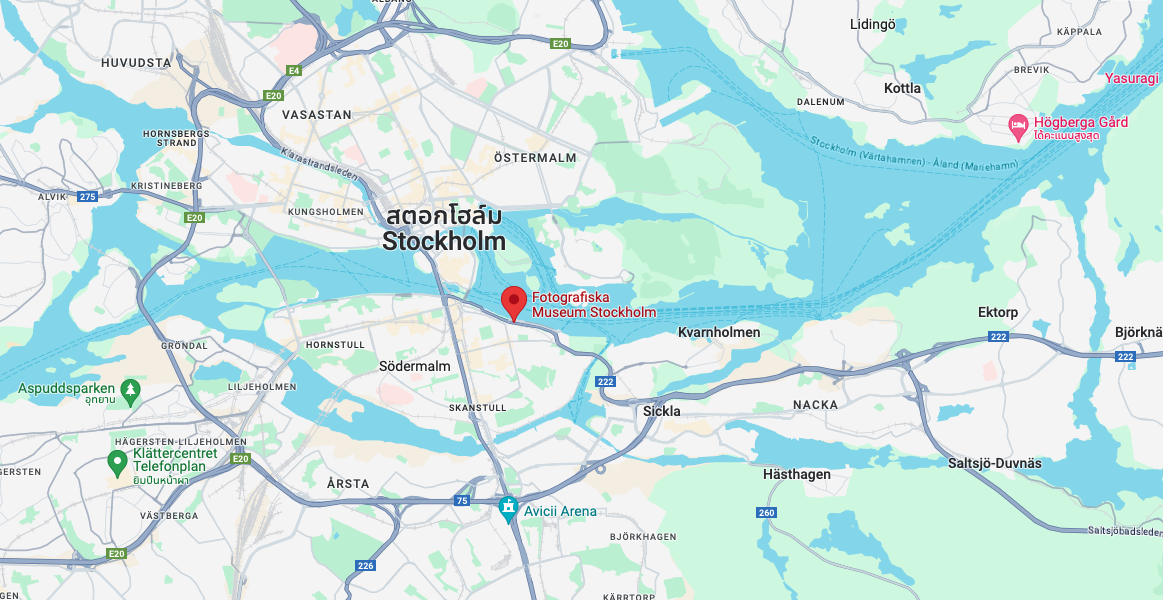 Lidingö
KÄPPALA
E20
HUVUDSTA
E4
BREVIK
Yasuragi
Kottla
E20
DALENUM
VASASTAN
Högberga Gård
ได้คะแนนสูงสุด
HORNSBERGS
STRAND
Klarastrandsleden
Stockholm (Värtahamnen) - Åland (Mariehamn)
ÖSTERMALM
KRISTINEBERG
ALVIK
275
KUNGSHOLMEN
E20
สตอกโฮล์ม
Stockholm
Fotografiska
Museum Stockholm
Ektorp
Kvarnholmen
222
Björknä
222
GRÖNDAL
HORNSTULL
Södermalm
222
Aspuddsparken
อุทยาน
LILJEHOLMEN
SKANSTULL
Sickla
NACKA
HÄGERSTEN-LILJEHOLMEN
Klättercentret
Telefonplan
ยิมปีนหน้าผา
E20
GERSTEN
Saltsjö-Duvnäs
Hästhagen
ÅRSTA
75
Avicii Arena
260
VÄSTBERGA
Saltsjöbadsleden
BJÖRKHAGEN
E20
226
GEN
KÄRRTORP